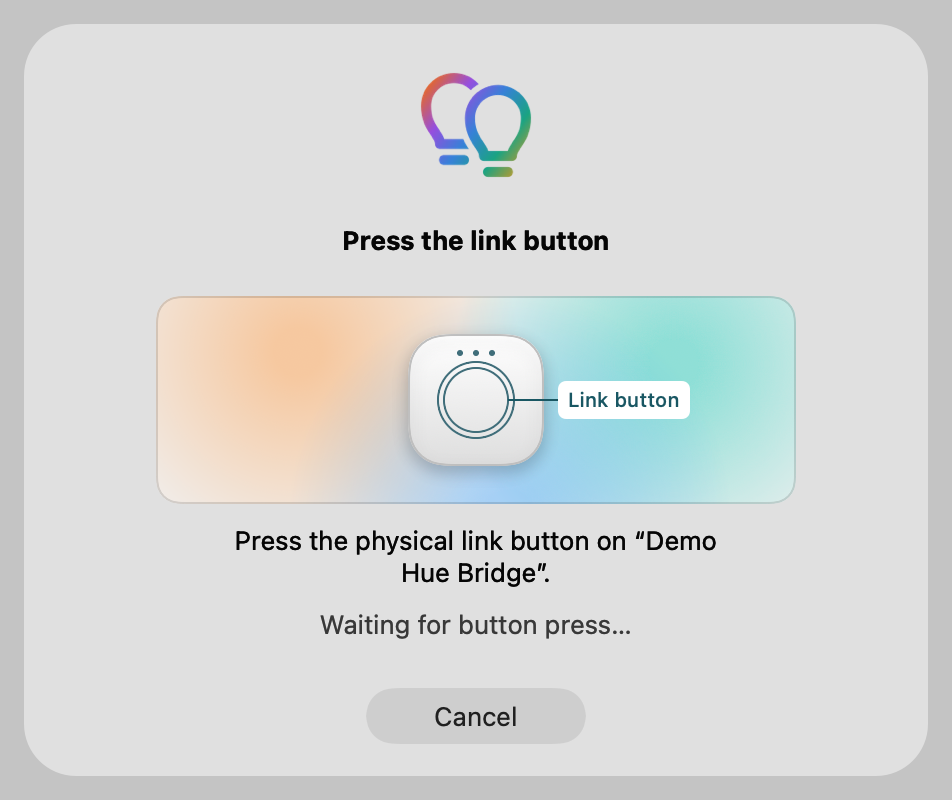 Press the link button
Link button
Press the physical link button on “Demo
Hue Bridge”.
Waiting for button press...
Cancel